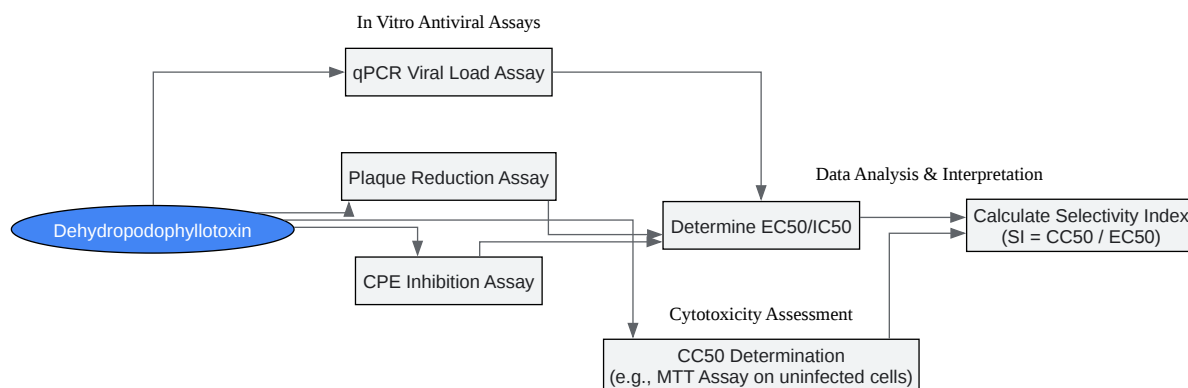 In Vitro Antiviral Assays
qPCR Viral Load Assay
Plaque Reduction Assay
Data Analysis & Interpretation
Dehydropodophyllotoxin
Determine EC50/IC50
Calculate Selectivity Index
(SI = CC50 / EC50)
CPE Inhibition Assay
Cytotoxicity Assessment
CC50 Determination
(e.g., MTT Assay on uninfected cells)